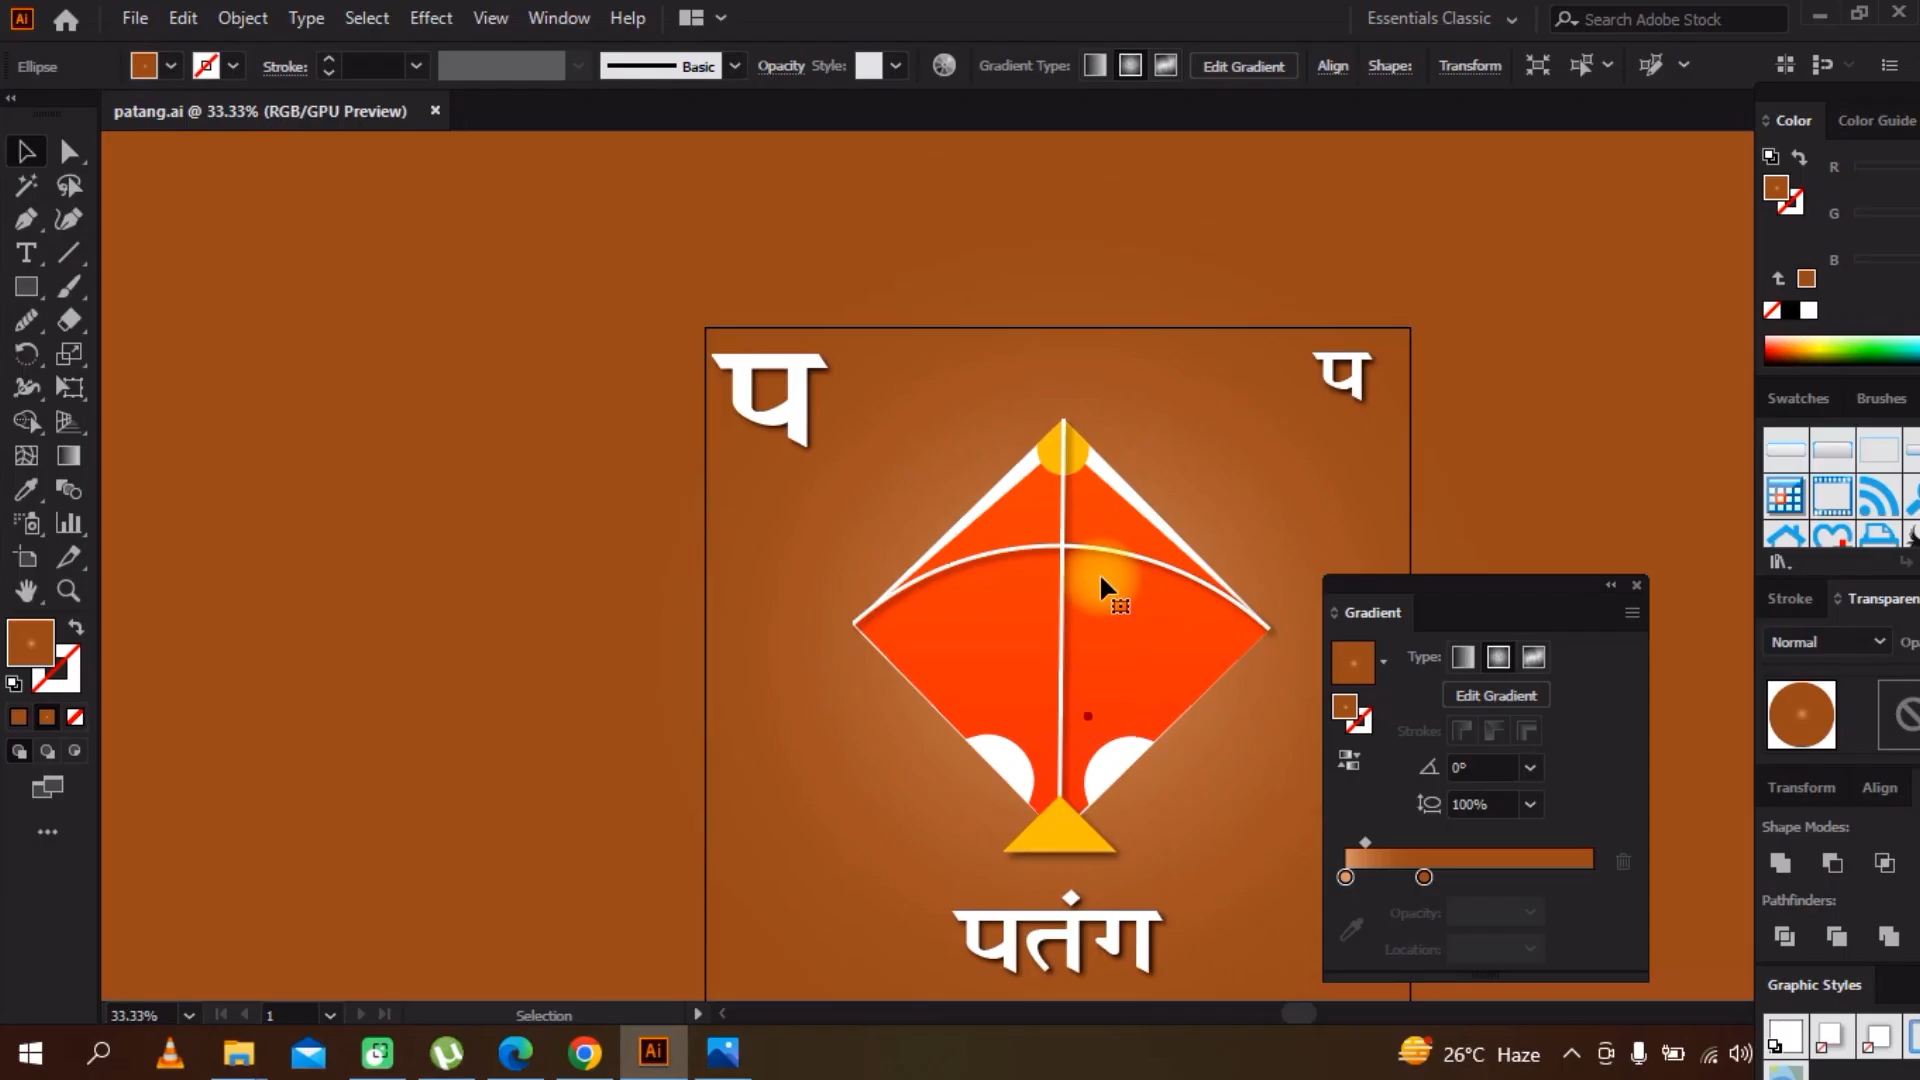 Ai File Edit Object Type Select Effect View Window Help Essentials Classic Search Adobe Stock
Ellipse Stroke: Basic Opacity Style: Gradient Type: Edit Gradient Align Shape: Transform
patang.ai @ 33.33% (RGB/GPU Preview)
Color Color Guide
R
G
B
प प
Swatches Brushes
Stroke Transparen
Normal Opa
Gradient
Type:
Edit Gradient
Stroke:
0°
100%
Opacity:
Location:
Transform Align
Shape Modes:
Pathfinders:
पतंग
Graphic Styles
33.33% 1 Selection
Ai 26°C Haze